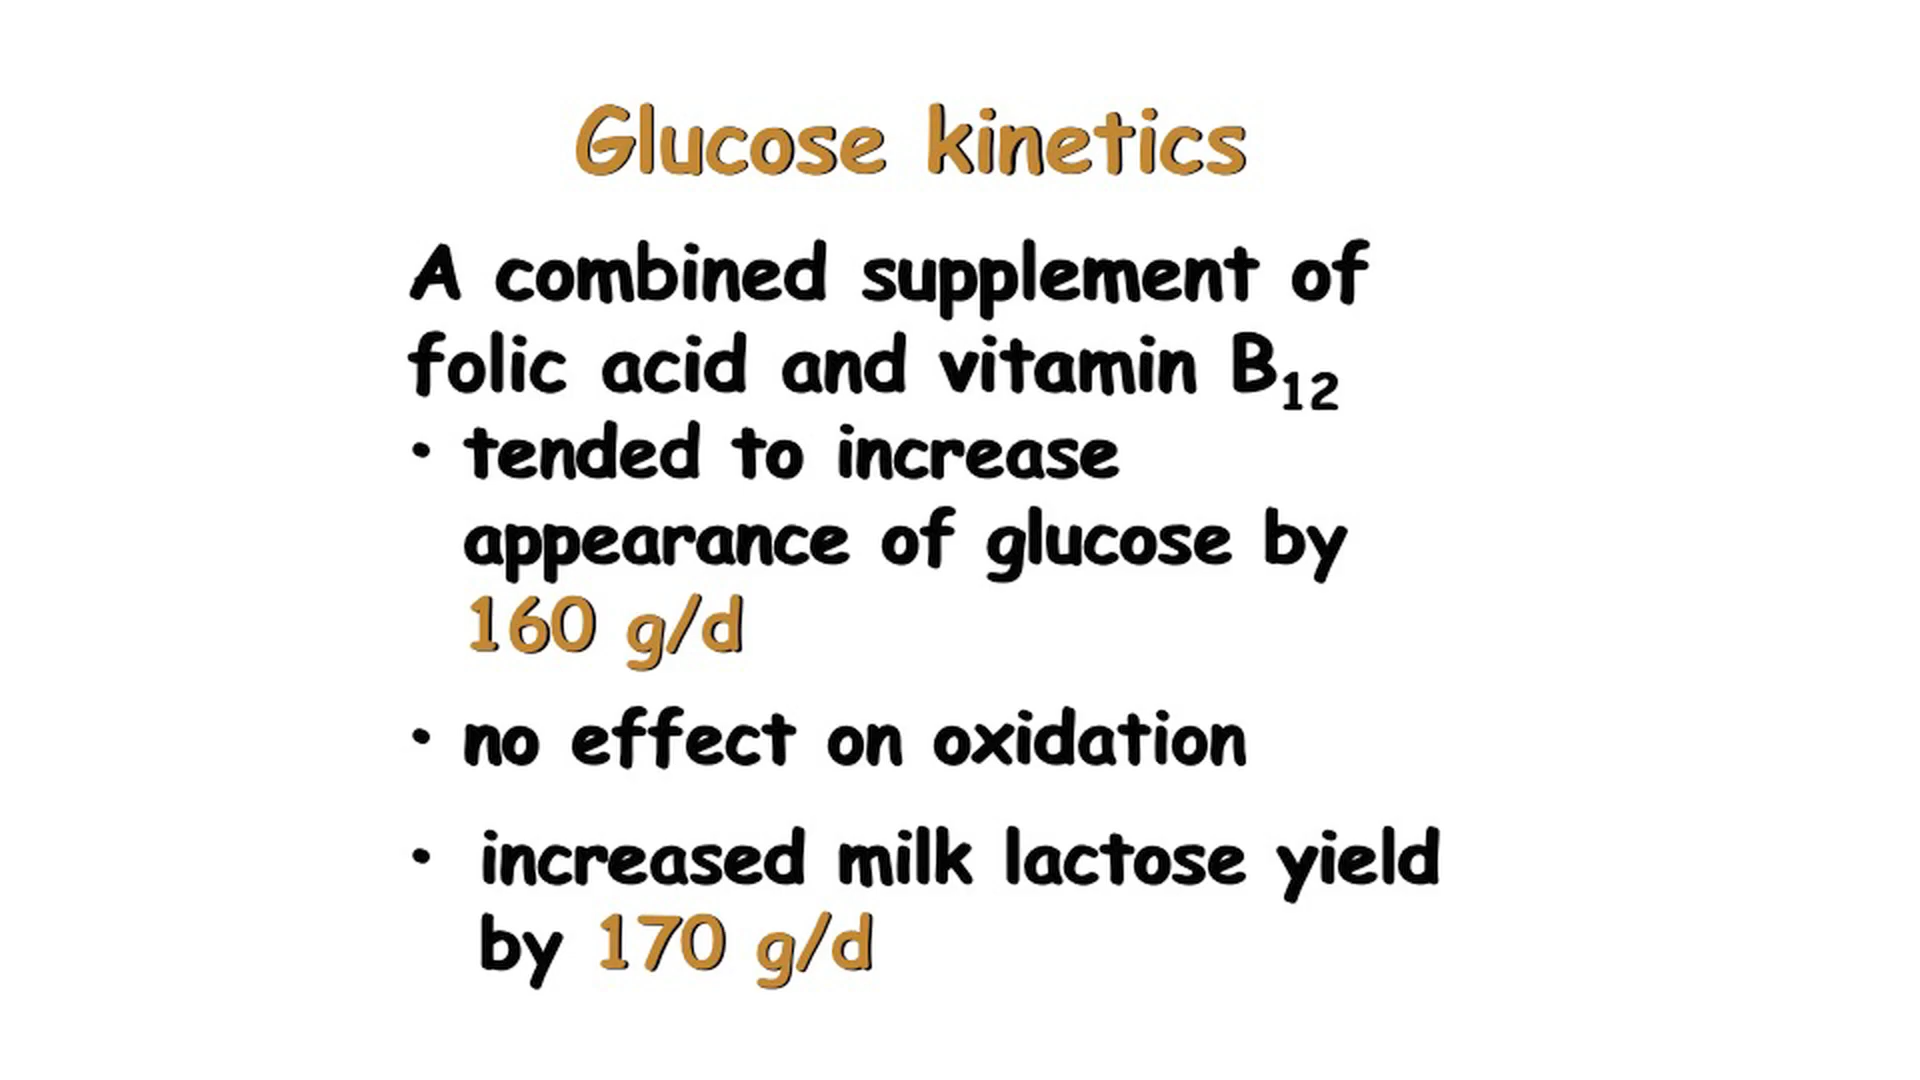 Glucose kinetics
A combined supplement of
folic acid and vitamin B₁₂
• tended to increase
appearance of glucose by
160 g/d
• no effect on oxidation
• increased milk lactose yield
by 170 g/d